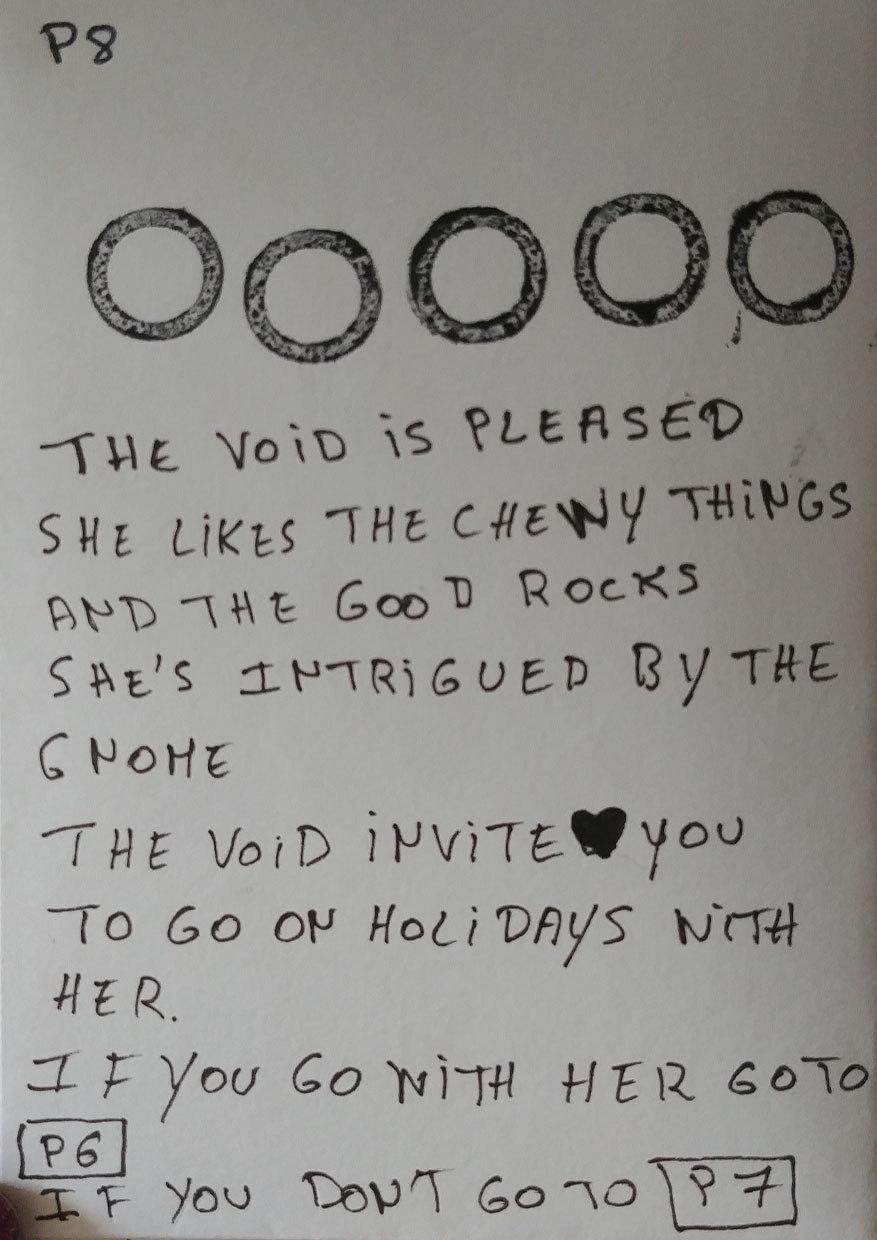 P8
THE VOID IS PLEASED
SHE LIKES THE CHEWY THINGS
AND THE GOOD ROCKS
SHE'S INTRIGUED BY THE
GNOME
THE VOID INVITE♥YOU
TO GO ON HOLIDAYS WITH
HER.
IF YOU GO WITH HER GO TO
P6
IF YOU DON'T GO TO P7